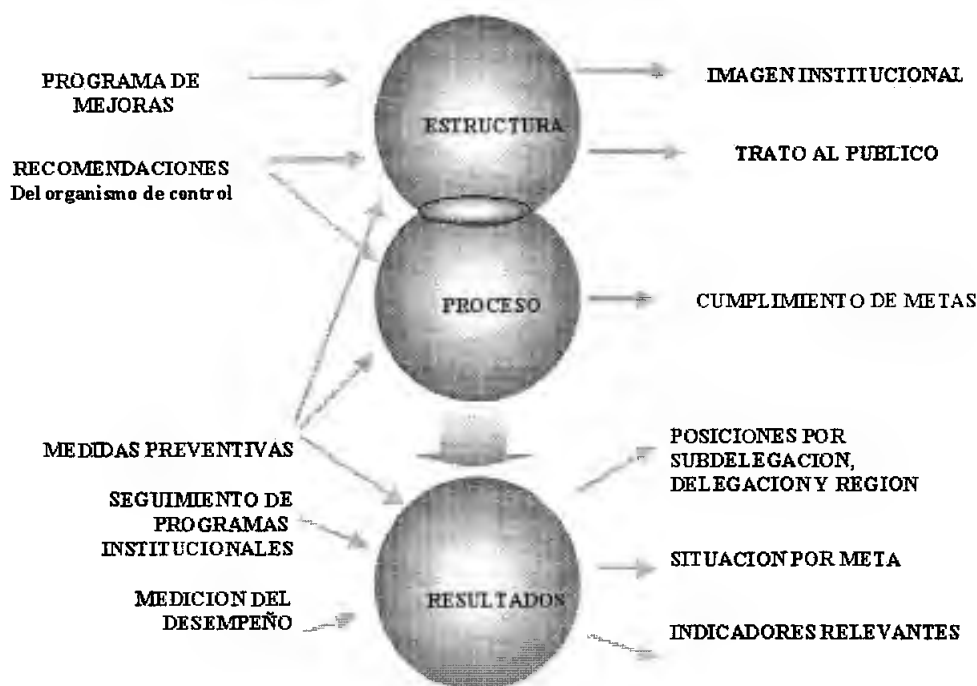 PROGRAMA DE
MEJORAS
RECOMENDACIONES
Del organismo de control
ESTRUCTURA
IMAGEN INSTITUCIONAL
TRATO AL PUBLICO
PROCESO
CUMPLIMIENTO DE METAS
MEDIDAS PREVENTIVAS
SEGUIMIENTO DE
PROGRAMAS
INSTITUCIONALES
MEDICION DEL
DESEMPEÑO
RESULTADOS
POSICIONES POR
SUBDELEGACION,
DELEGACION Y REGION
SITUACION POR META
INDICADORES RELEVANTES